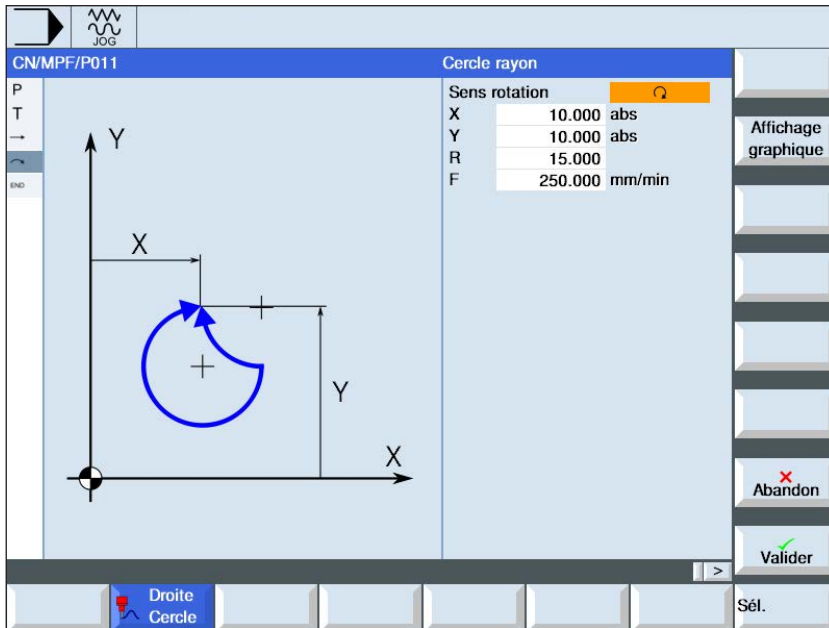 JOG
CN/MPF/P011
Cercle rayon
P
T
END
Sens rotation
X 10.000 abs
Y 10.000 abs
R 15.000
F 250.000 mm/min
Y
X
Y
X
Affichage
graphique
Abandon
Valider
>
Droite
Cercle
Sél.